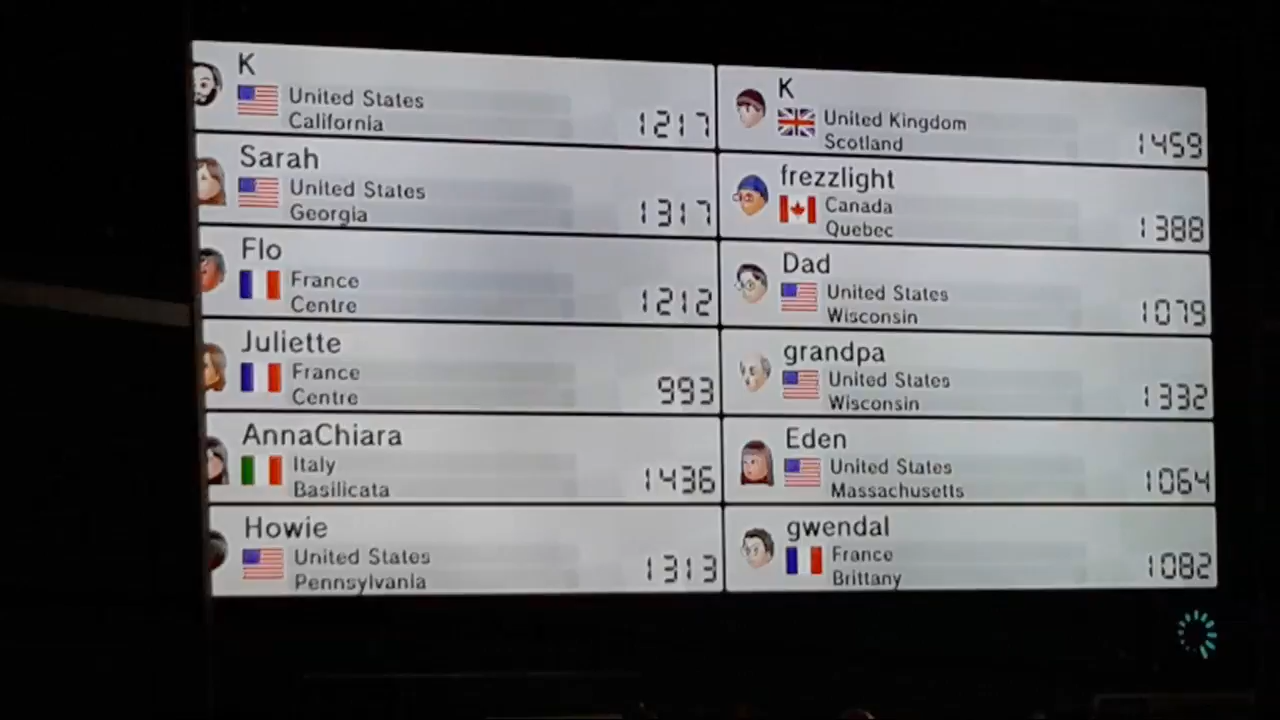 K
United States
California
1217
Sarah
United States
Georgia
1317
Flo
France
Centre
1212
Juliette
France
Centre
993
AnnaChiara
Italy
Basilicata
1436
Howie
United States
Pennsylvania
1313
K
United Kingdom
Scotland
1459
frezzlight
Canada
Quebec
1388
Dad
United States
Wisconsin
1079
grandpa
United States
Wisconsin
1332
Eden
United States
Massachusetts
1064
gwendal
France
Brittany
1082